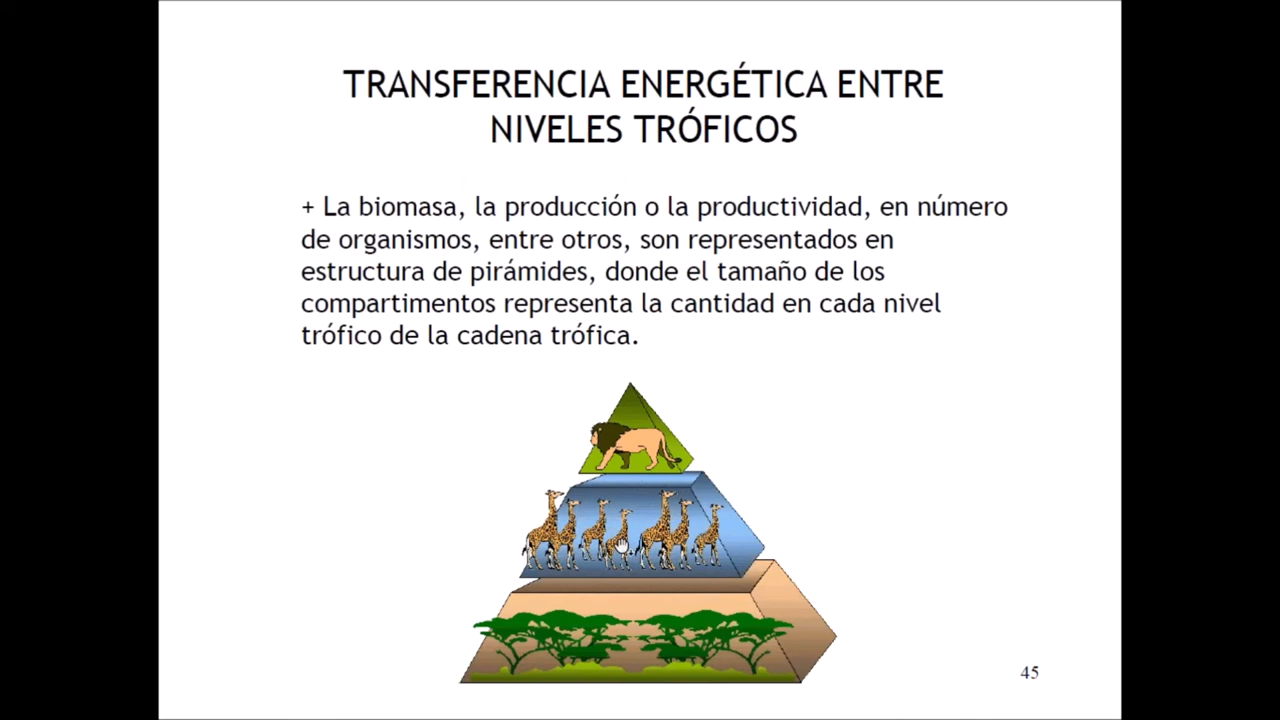 TRANSFERENCIA ENERGÉTICA ENTRE
NIVELES TRÓFICOS
+ La biomasa, la producción o la productividad, en número
de organismos, entre otros, son representados en
estructura de pirámides, donde el tamaño de los
compartimentos representa la cantidad en cada nivel
trófico de la cadena trófica.
45